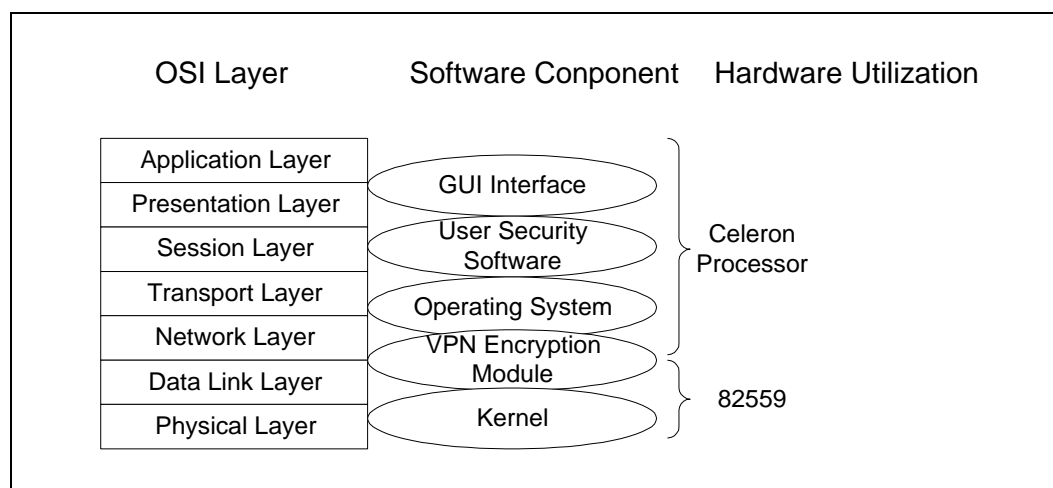 OSI Layer
Software Conponent
Hardware Utilization
Application Layer
Presentation Layer
Session Layer
Transport Layer
Network Layer
Data Link Layer
Physical Layer
GUI Interface
User Security
Software
Operating System
VPN Encryption
Module
Kernel
Celeron
Processor
82559